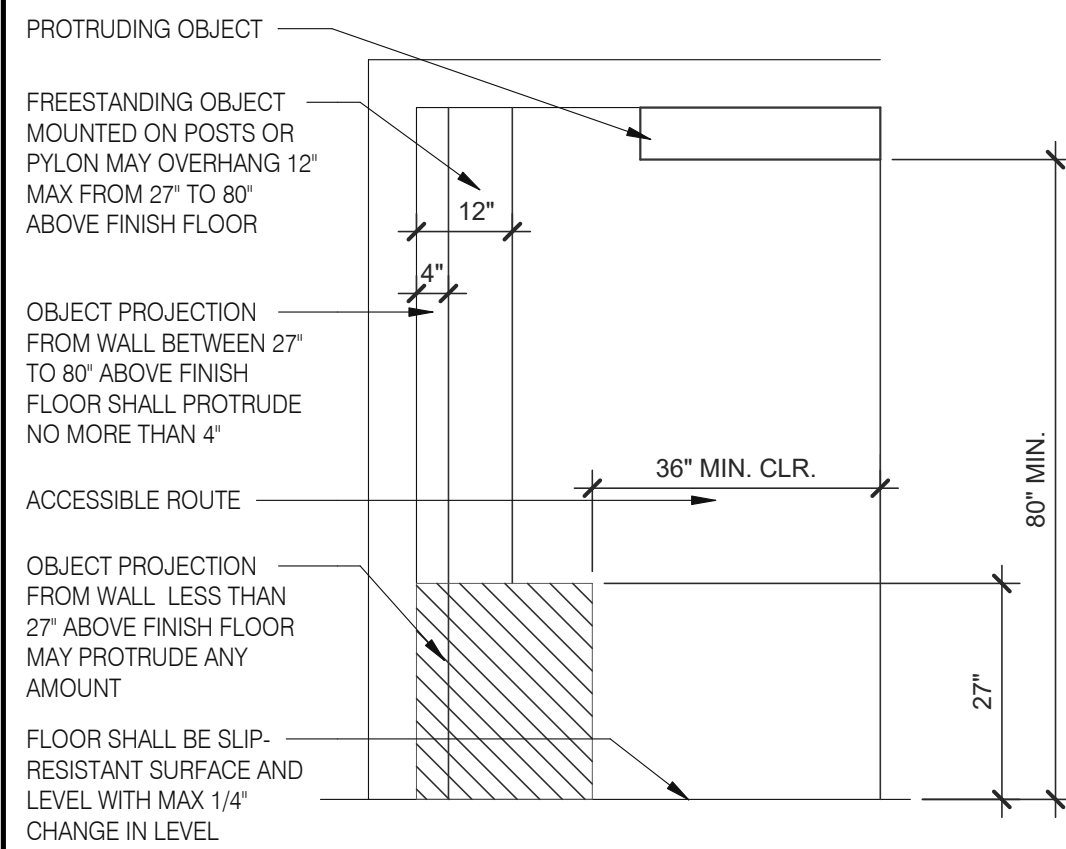 PROTRUDING OBJECT
FREESTANDING OBJECT
MOUNTED ON POSTS OR
PYLON MAY OVERHANG 12"
MAX FROM 27" TO 80"
ABOVE FINISH FLOOR
12"
4"
OBJECT PROJECTION
FROM WALL BETWEEN 27"
TO 80" ABOVE FINISH
FLOOR SHALL PROTRUDE
NO MORE THAN 4"
36" MIN. CLR.
80" MIN.
ACCESSIBLE ROUTE
OBJECT PROJECTION
FROM WALL LESS THAN
27" ABOVE FINISH FLOOR
MAY PROTRUDE ANY
AMOUNT
27"
FLOOR SHALL BE SLIP-
RESISTANT SURFACE AND
LEVEL WITH MAX 1/4"
CHANGE IN LEVEL